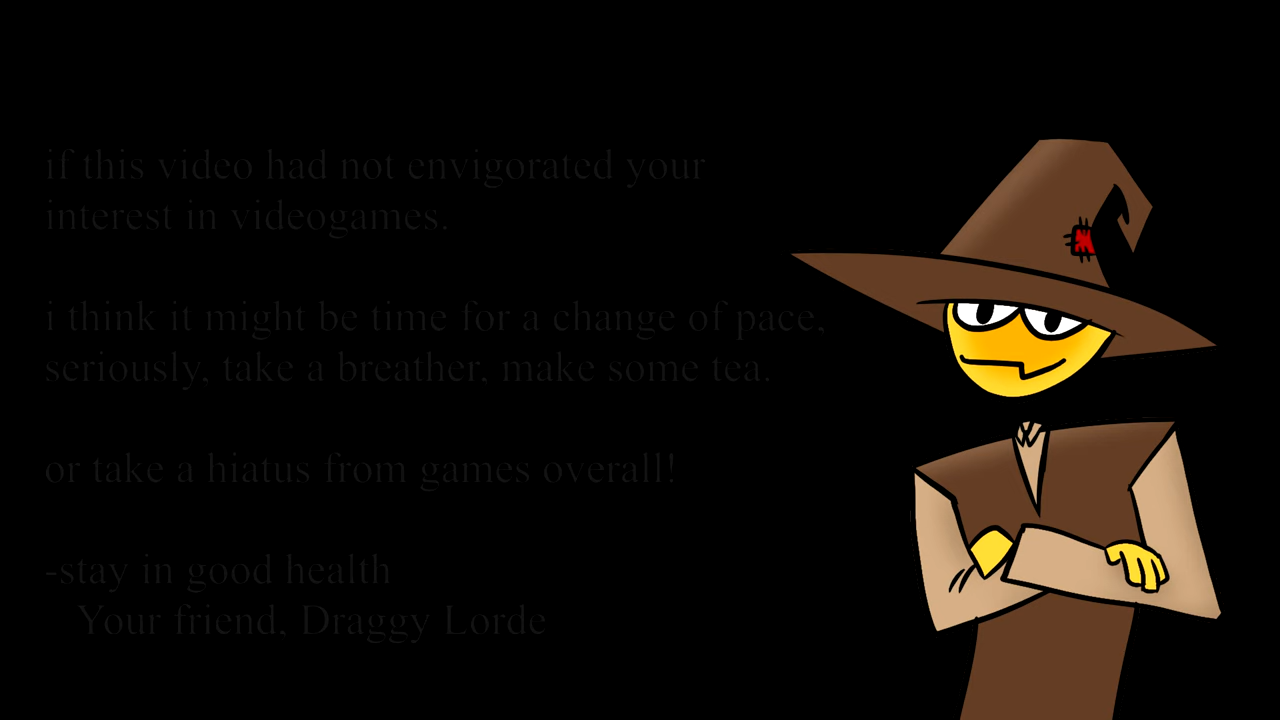 if this video had not envigorated your
interest in videogames.
i think it might be time for a change of pace,
seriously, take a breather, make some tea.
or take a hiatus from games overall!
-stay in good health
Your friend, Draggy Lorde